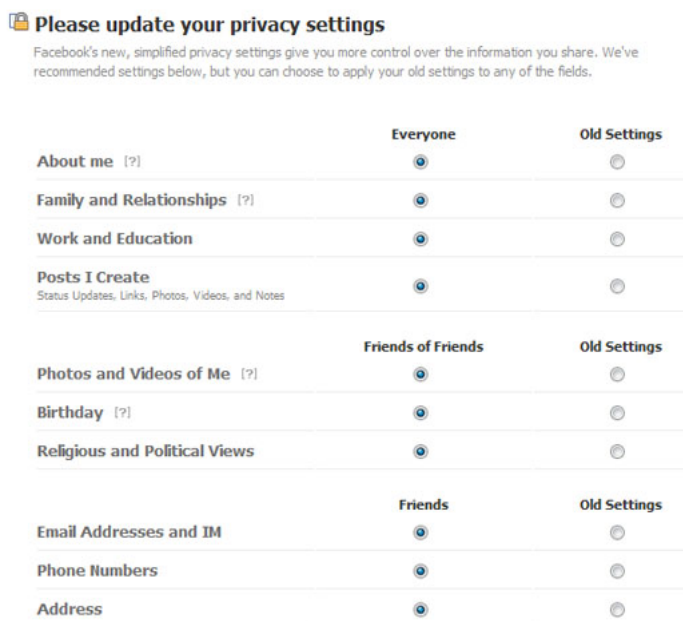 Please update your privacy settings
Facebook's new, simplified privacy settings give you more control over the information you share. We've
recommended settings below, but you can choose to apply your old settings to any of the fields.
Everyone Old Settings
About me [?]
Family and Relationships [?]
Work and Education
Posts I Create
Status Updates, Links, Photos, Videos, and Notes
Friends of Friends Old Settings
Photos and Videos of Me [?]
Birthday [?]
Religious and Political Views
Friends Old Settings
Email Addresses and IM
Phone Numbers
Address